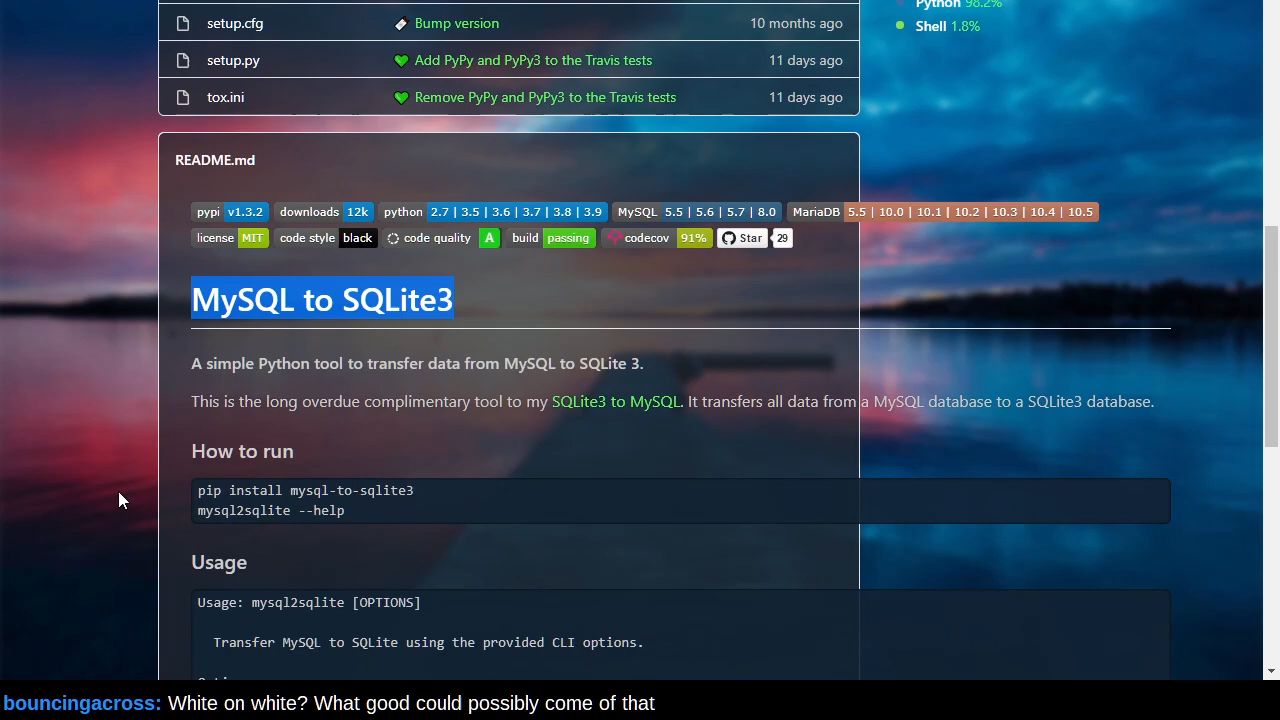 Python 98.2%
setup.cfg Bump version 10 months ago
Shell 1.8%
setup.py Add PyPy and PyPy3 to the Travis tests 11 days ago
tox.ini Remove PyPy and PyPy3 to the Travis tests 11 days ago
README.md
pypi v1.3.2 downloads 12k python 2.7 | 3.5 | 3.6 | 3.7 | 3.8 | 3.9 MySQL 5.5 | 5.6 | 5.7 | 8.0 MariaDB 5.5 | 10.0 | 10.1 | 10.2 | 10.3 | 10.4 | 10.5
license MIT code style black code quality A build passing codecov 91% Star 29
MySQL to SQLite3
A simple Python tool to transfer data from MySQL to SQLite 3.
This is the long overdue complimentary tool to my SQLite3 to MySQL. It transfers all data from a MySQL database to a SQLite3 database.
How to run
pip install mysql-to-sqlite3
mysql2sqlite --help
Usage
Usage: mysql2sqlite [OPTIONS]
Transfer MySQL to SQLite using the provided CLI options.
bouncingacross: White on white? What good could possibly come of that